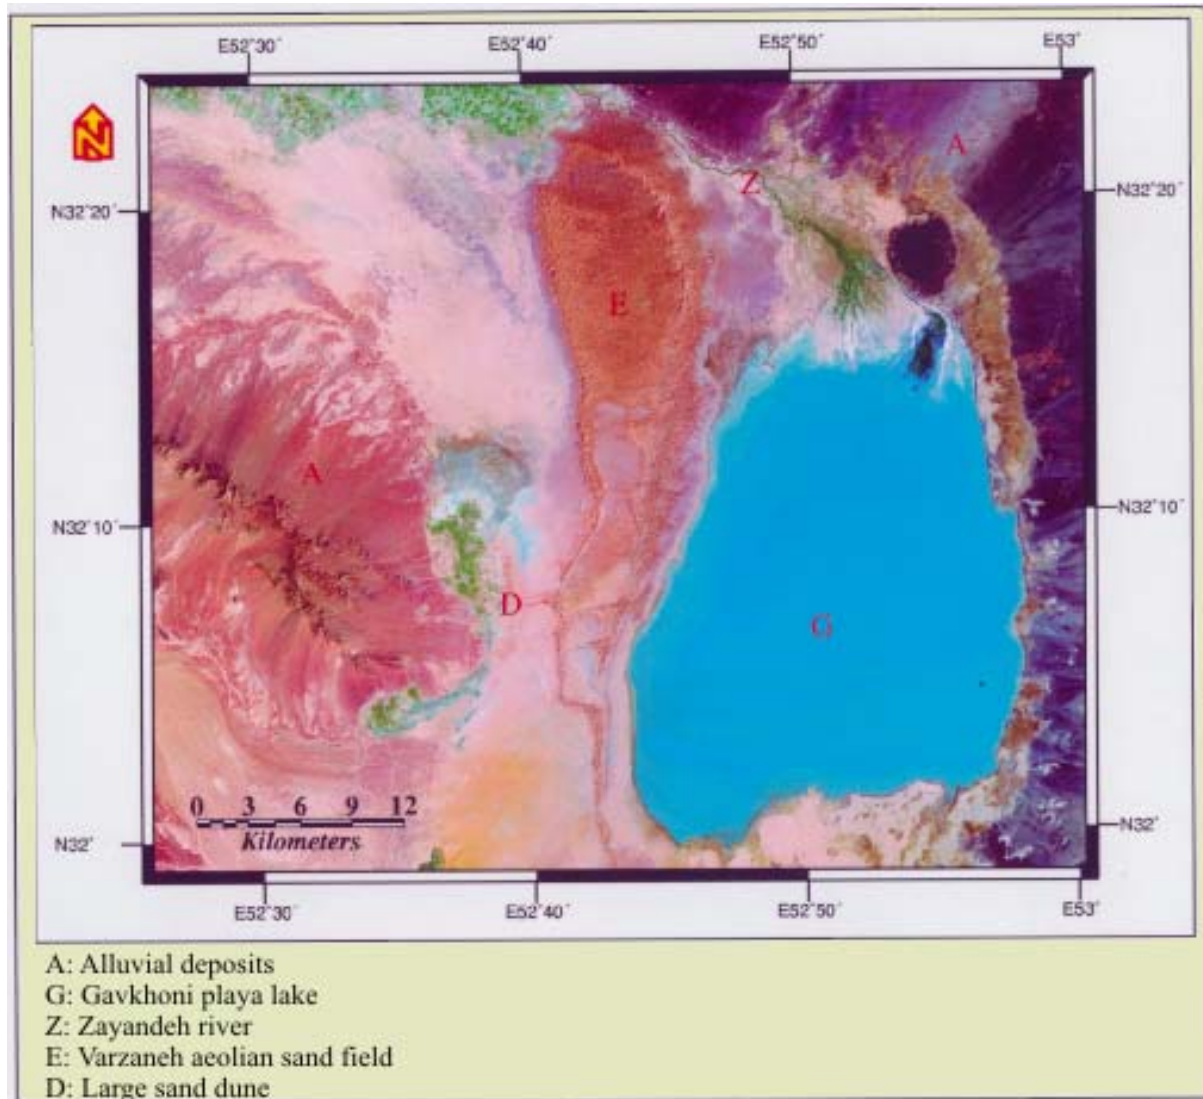 E52°30´ E52°40´ E52°50´ E53°
N
A
Z
N32°20´ N32°20´
E
A
N32°10´ N32°10´
D
G
0 3 6 9 12
Kilometers
N32° N32°
E52°30´ E52°40´ E52°50´ E53°
A: Alluvial deposits
G: Gavkhoni playa lake
Z: Zayandeh river
E: Varzaneh aeolian sand field
D: Large sand dune